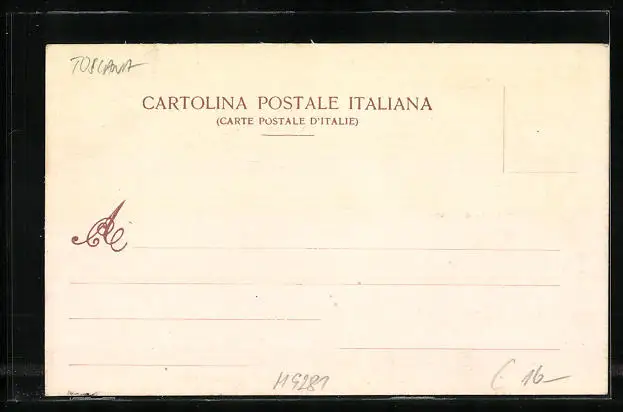 TOSCANA
CARTOLINA POSTALE ITALIANA
(CARTE POSTALE D'ITALIE)
A
H9281
16—